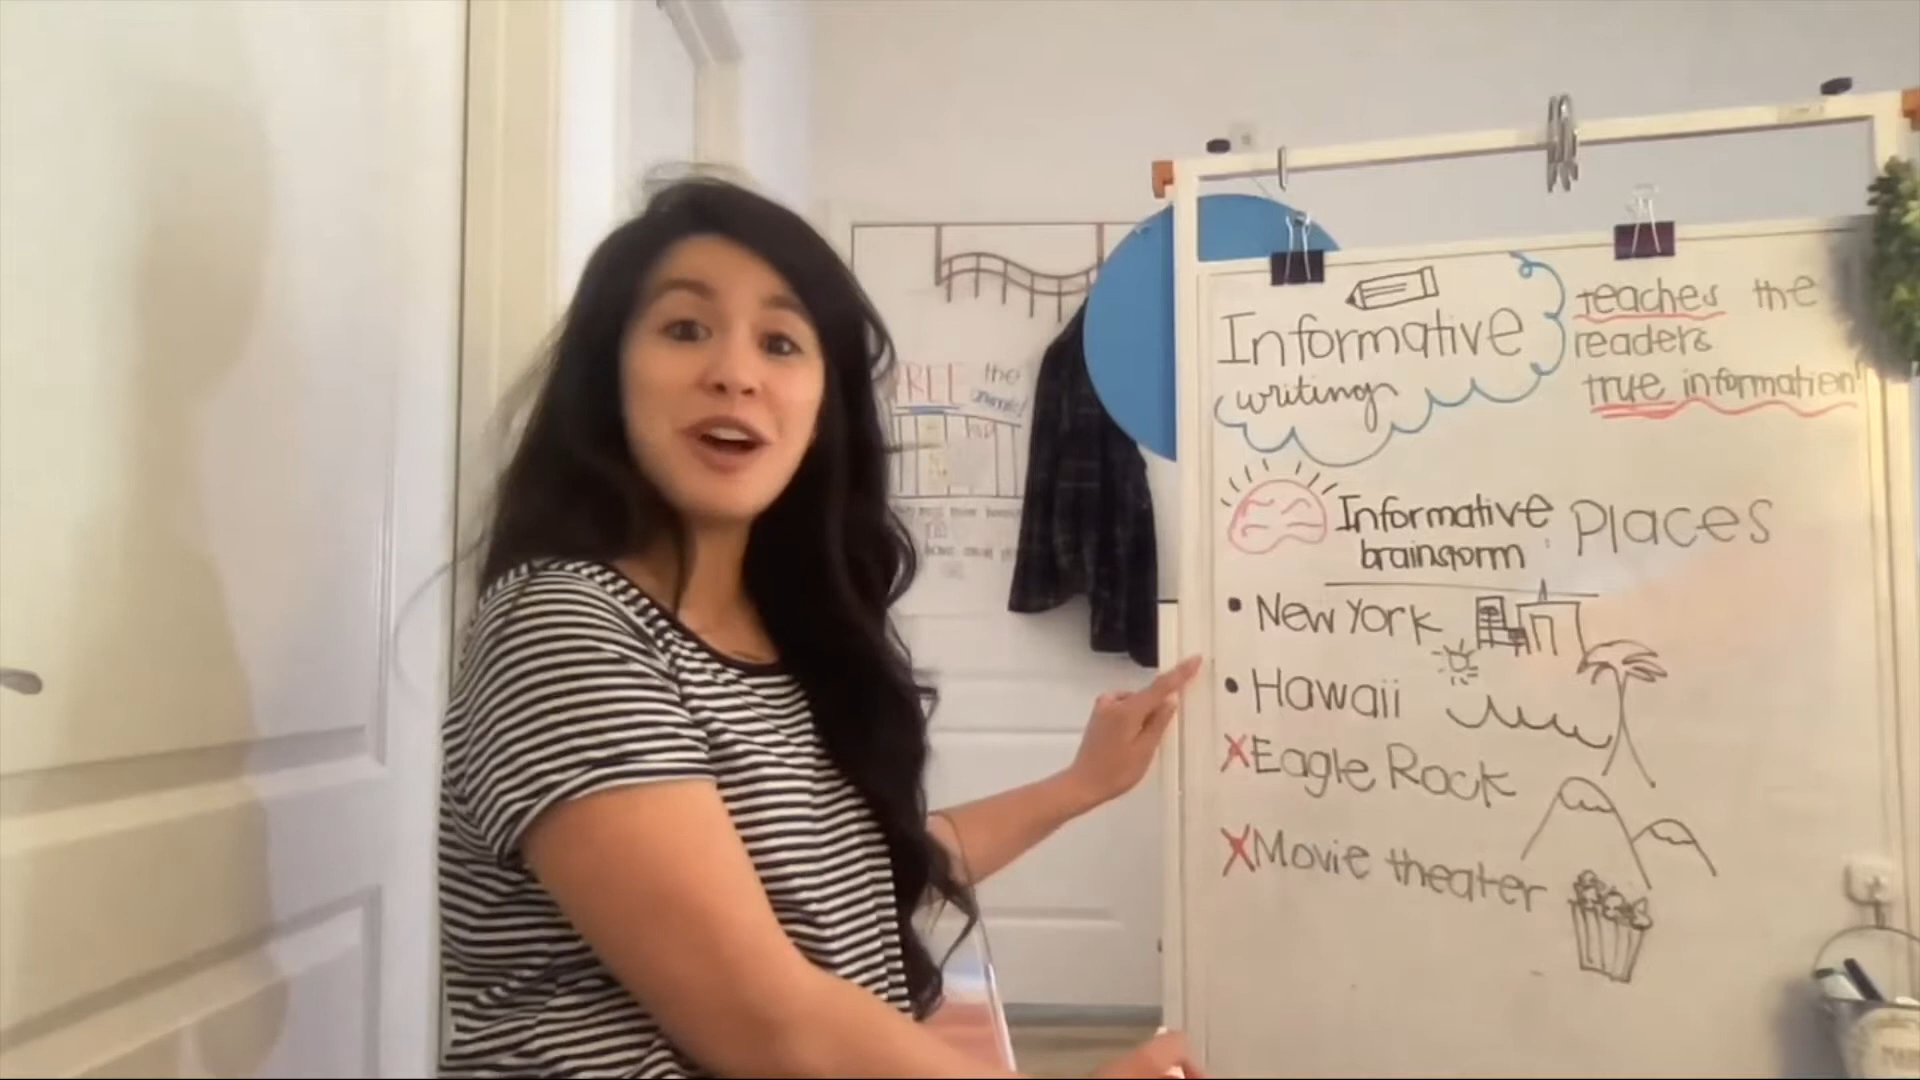 Informative
writing
teaches the
readers
true information!
Informative
brainstorm : Places
• New York
• Hawaii
X Eagle Rock
X Movie theater
FREE the